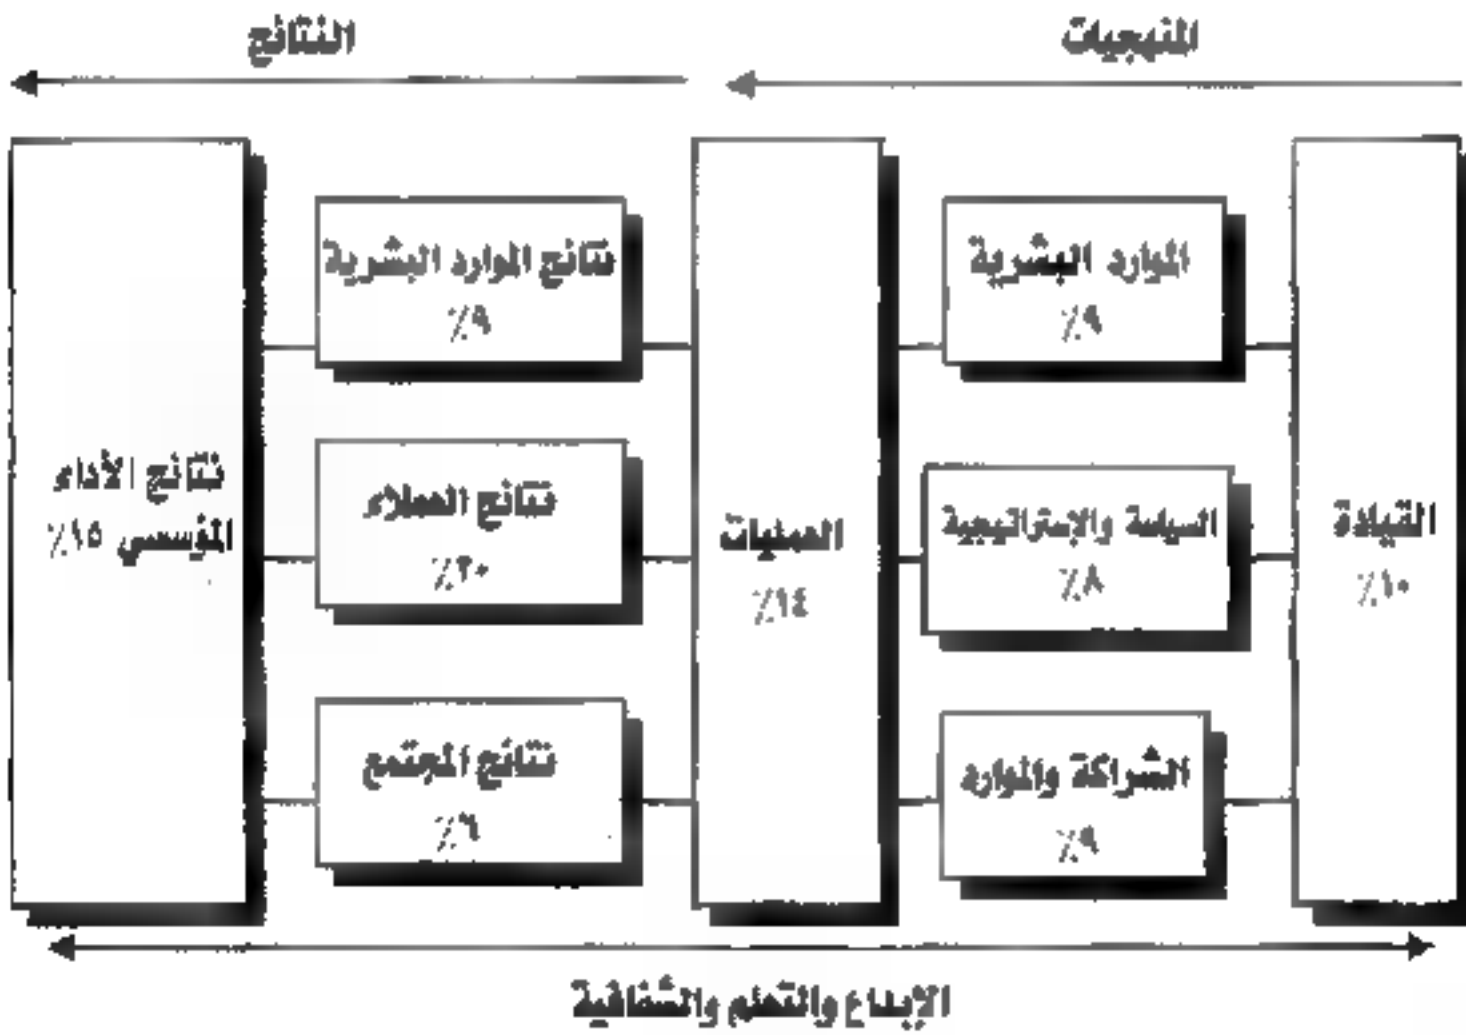 المنهجيات
النتائج
القيادة
٪١٠
الموارد البشرية
٪٩
السياسة والإستراتيجية
٪٨
الشراكة والموارد
٪٩
العمليات
٪١٤
نتائج الموارد البشرية
٪٩
نتائج العملاء
٪٢٠
نتائج المجتمع
٪٦
نتائج الأداء
المؤسسي ١٥٪
الإبداع والتعلم والشفافية